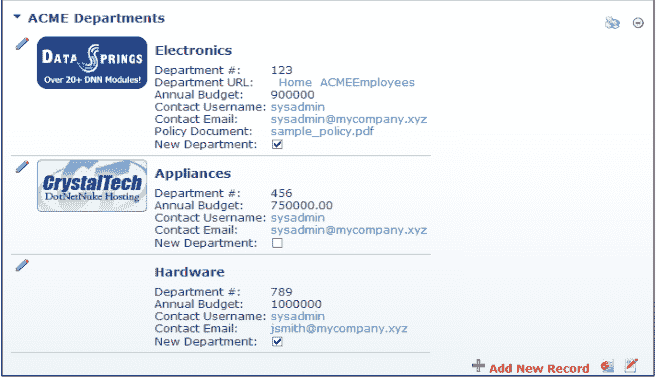 ACME Departments
DATA SPRINGS
Over 20+ DNN Modules!
Electronics
Department #: 123
Department URL: Home ACMEEmployees
Annual Budget: 900000
Contact Username: sysadmin
Contact Email: sysadmin@mycompany.xyz
Policy Document: sample_policy.pdf
New Department:
CrystalTech
DotNetNuke Hosting
Appliances
Department #: 456
Annual Budget: 750000.00
Contact Username: sysadmin
Contact Email: sysadmin@mycompany.xyz
New Department:
Hardware
Department #: 789
Annual Budget: 1000000
Contact Username: sysadmin
Contact Email: jsmith@mycompany.xyz
New Department:
Add New Record